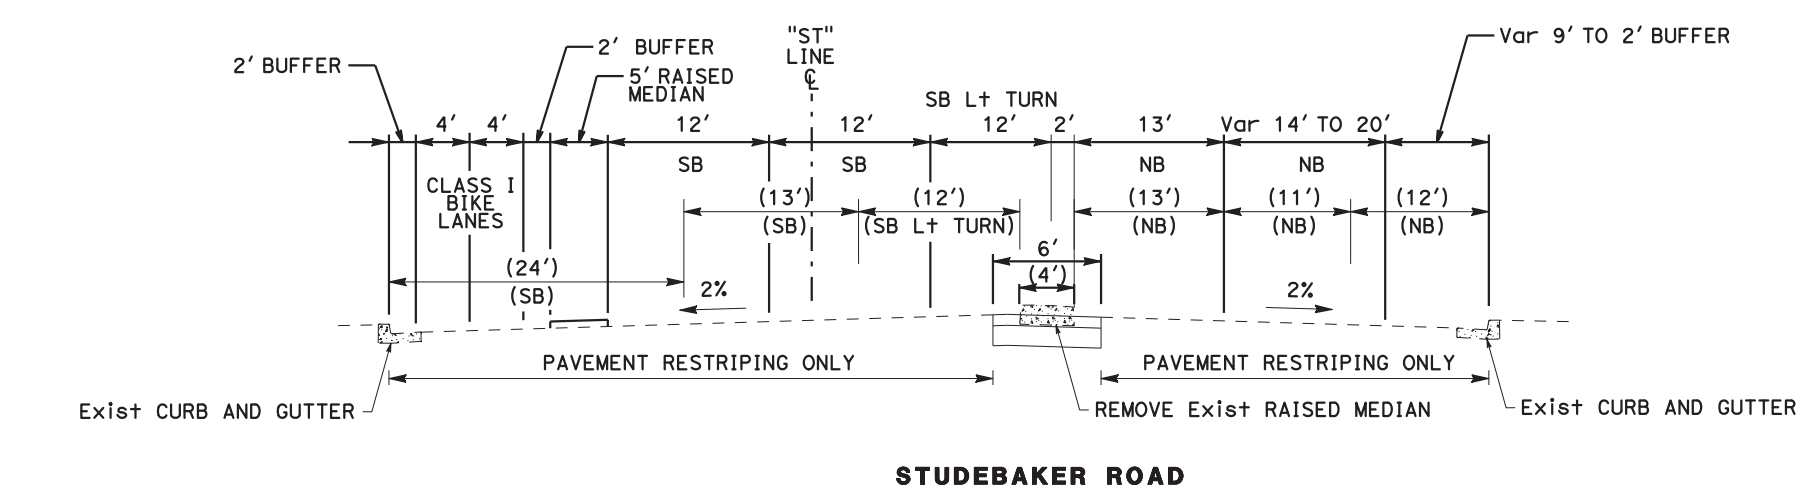 "ST"
LINE
℄
Var 9' TO 2' BUFFER
2' BUFFER
2' BUFFER
5' RAISED
MEDIAN
SB Lt TURN
4'
4'
12'
12'
12'
2'
13'
Var 14' TO 20'
SB
SB
NB
NB
CLASS I
BIKE
LANES
(13')
(12')
(13')
(11')
(12')
(SB)
(SB Lt TURN)
(NB)
(NB)
(NB)
6'
(24')
(4')
(SB)
2%
2%
PAVEMENT RESTRIPING ONLY
PAVEMENT RESTRIPING ONLY
Exist CURB AND GUTTER
REMOVE Exist RAISED MEDIAN
Exist CURB AND GUTTER
STUDEBAKER ROAD